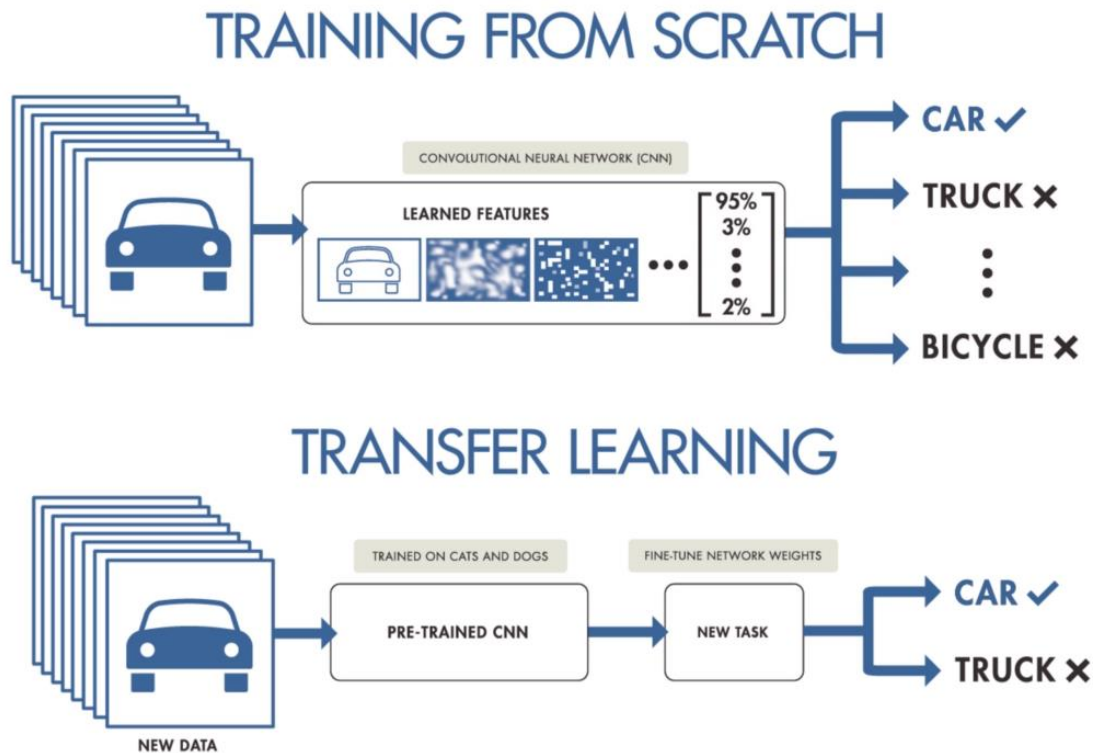 TRAINING FROM SCRATCH
CONVOLUTIONAL NEURAL NETWORK (CNN)
LEARNED FEATURES
95%
3%
2%
CAR ✓
TRUCK ×
BICYCLE ×
TRANSFER LEARNING
TRAINED ON CATS AND DOGS
FINE-TUNE NETWORK WEIGHTS
PRE-TRAINED CNN
NEW TASK
CAR ✓
TRUCK ×
NEW DATA